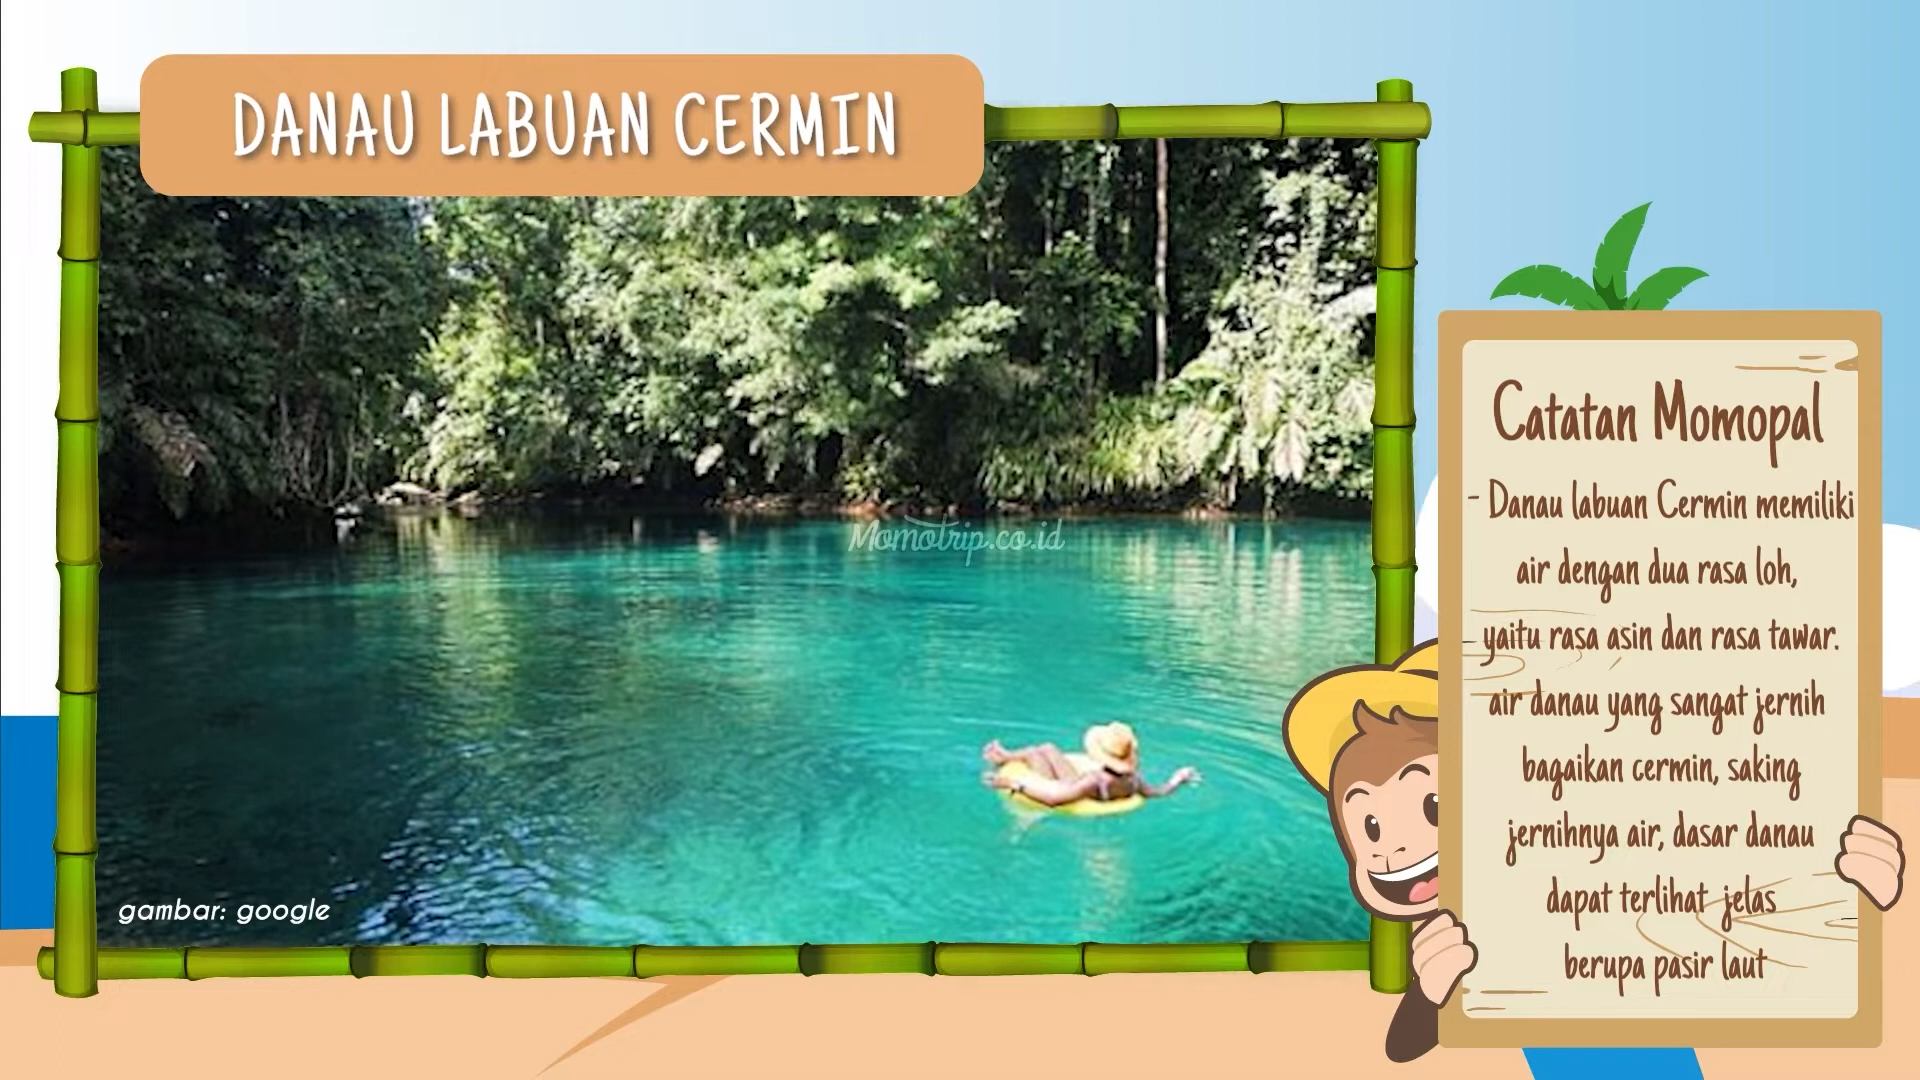 DANAU LABUAN CERMIN
Momotrip.co.id
gambar: google
Catatan Momopal
- Danau labuan Cermin memiliki
air dengan dua rasa loh,
yaitu rasa asin dan rasa tawar.
air danau yang sangat jernih
bagaikan cermin, saking
jernihnya air, dasar danau
dapat terlihat jelas
berupa pasir laut